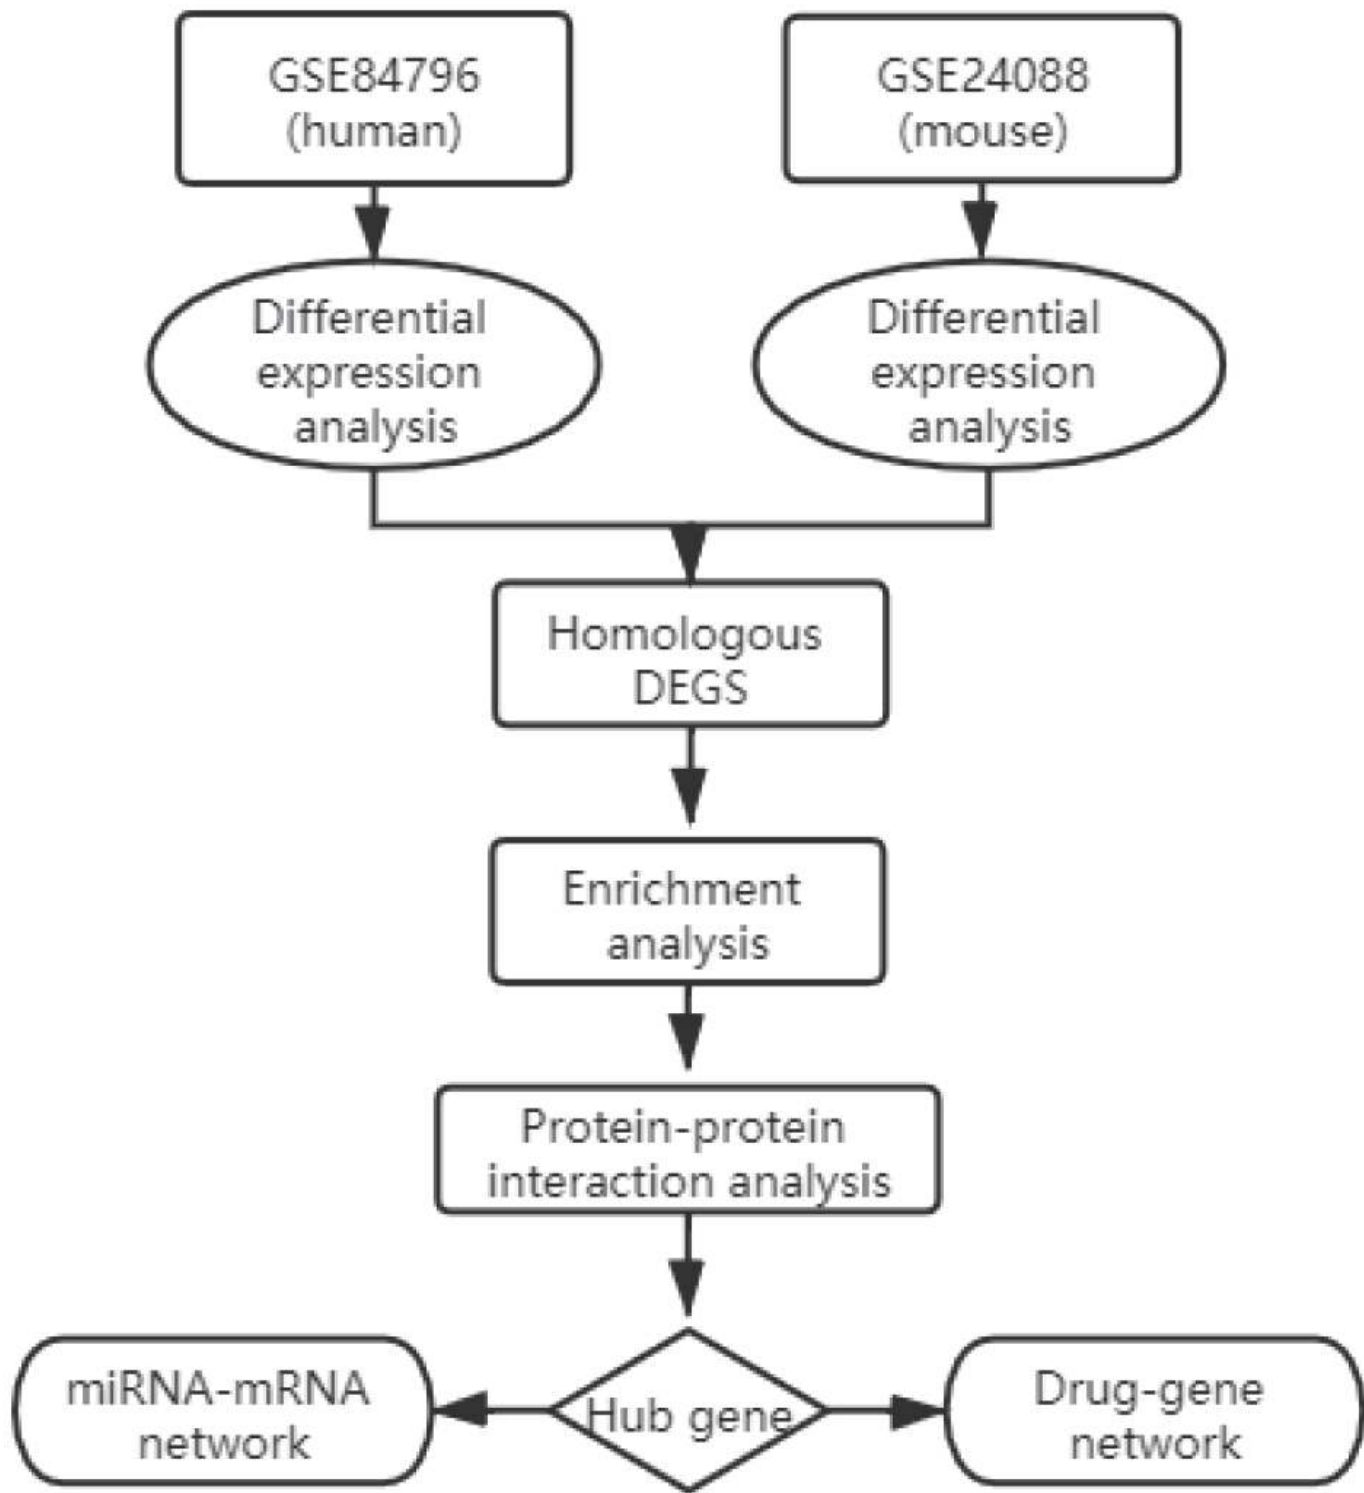 GSE84796
(human)
GSE24088
(mouse)
Differential
expression
analysis
Differential
expression
analysis
Homologous
DEGS
Enrichment
analysis
Protein-protein
interaction analysis
miRNA-mRNA
network
Hub gene
Drug-gene
network